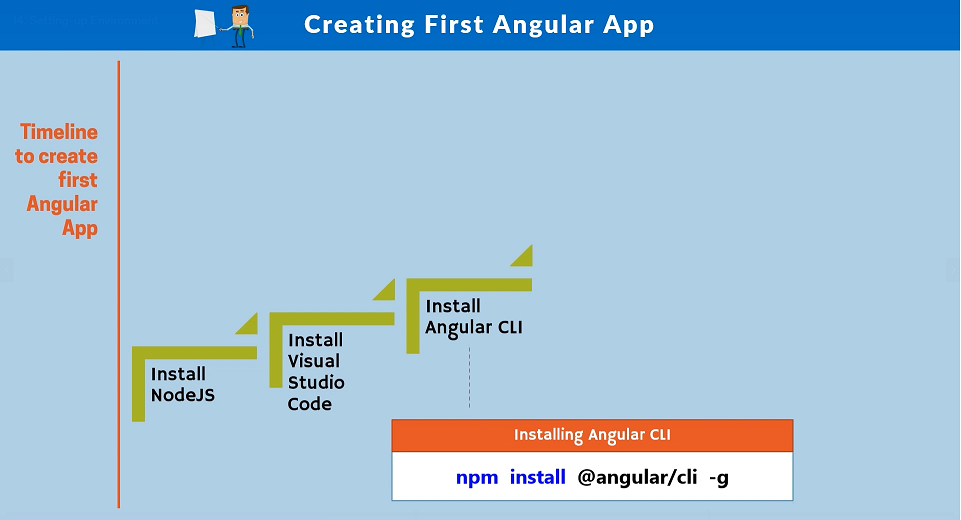 Creating First Angular App
Timeline
to create
first
Angular
App
Install
NodeJS
Install
Visual
Studio
Code
Install
Angular CLI
Installing Angular CLI
npm install @angular/cli -g